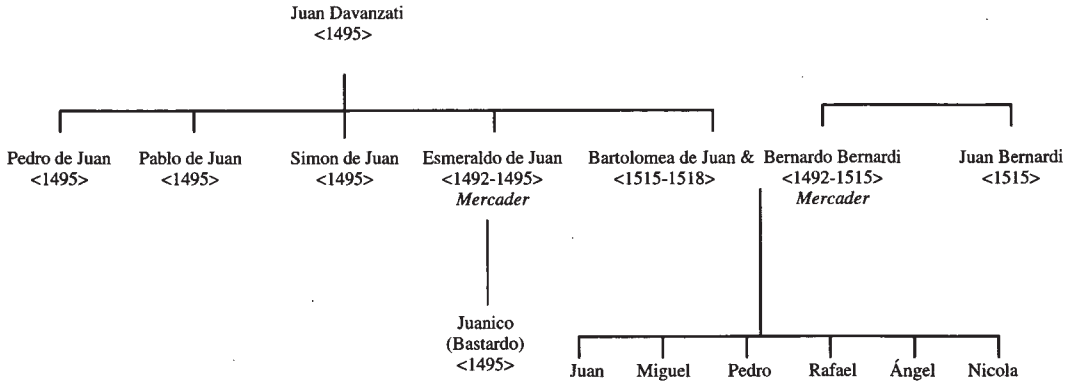 Juan Davanzati
<1495>
Pedro de Juan
<1495>
Pablo de Juan
<1495>
Simon de Juan
<1495>
Esmeraldo de Juan
<1492-1495>
Mercader
Bartolomea de Juan &
<1515-1518>
Bernardo Bernardi
<1492-1515>
Mercader
Juan Bernardi
<1515>
Juanico
(Bastardo)
<1495>
Juan
Miguel
Pedro
Rafael
Ángel
Nicola